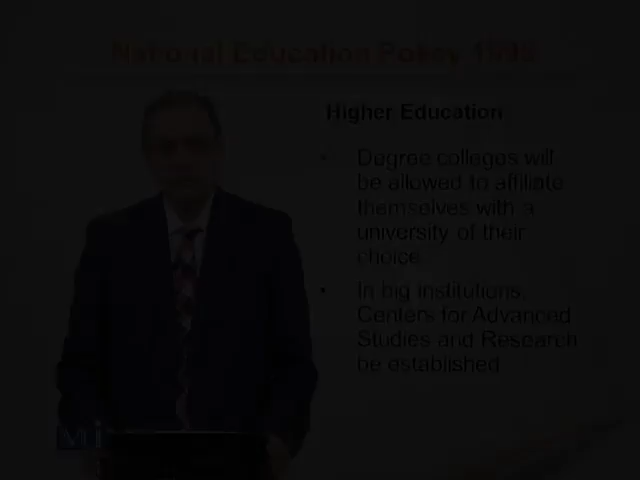 National Education Policy 1998
Higher Education
• Degree colleges will
be allowed to affiliate
themselves with a
university of their
choice
• In big institutions,
Centers for Advanced
Studies and Research
be established